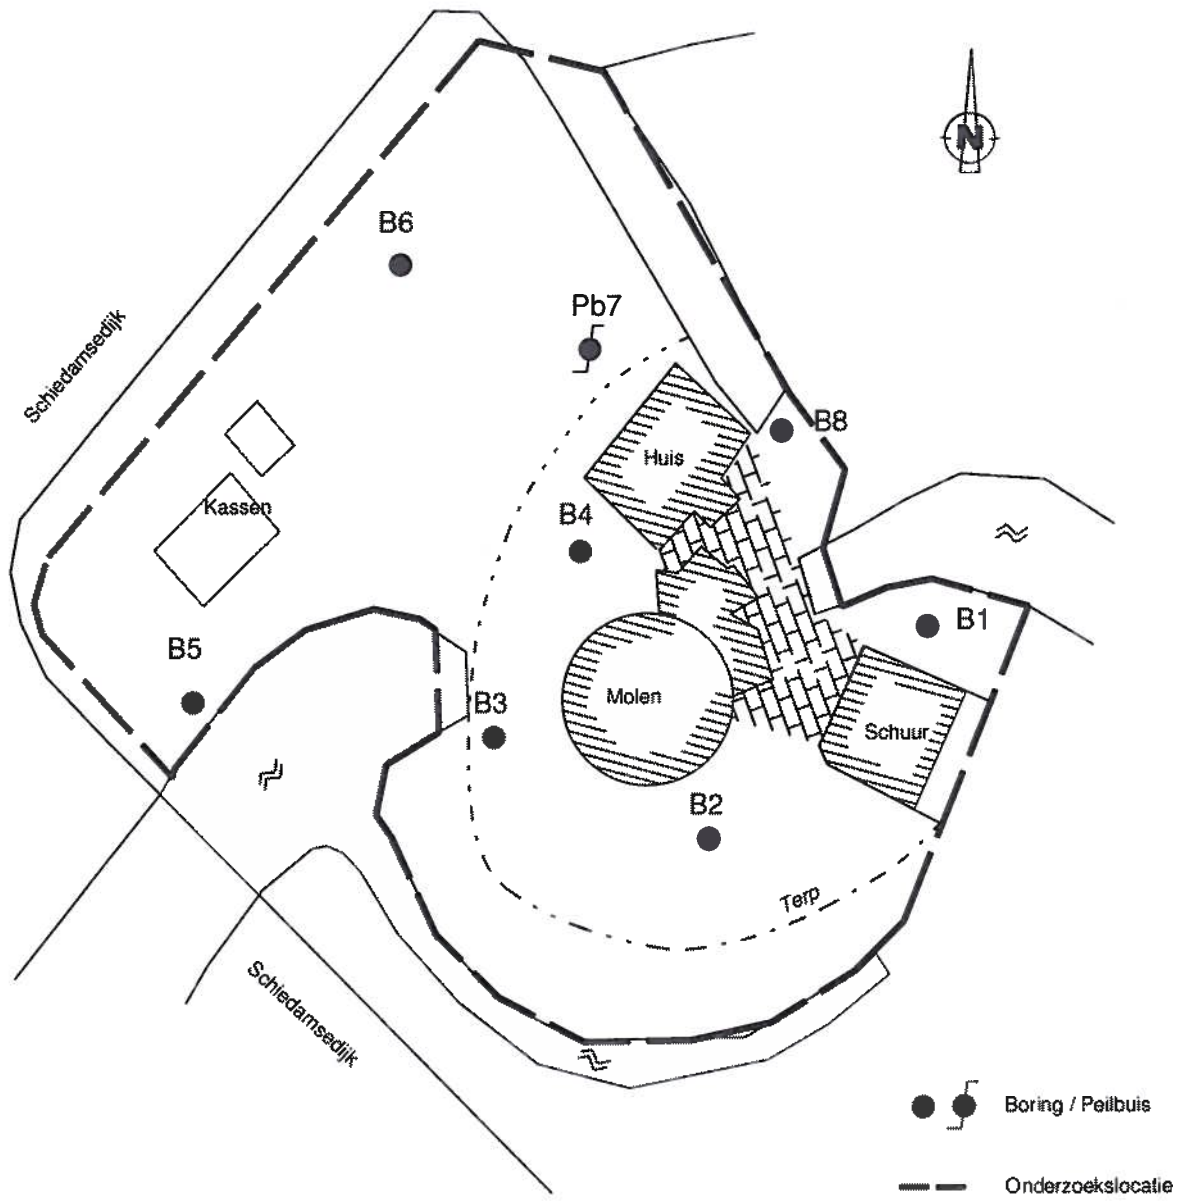 N
B6
Pb7
Schiedamsedijk
B8
Huis
Kassen
B4
B1
B5
Molen
B3
Schuur
B2
Terp
Schiedamsedijk
Boring / Peilbuis
Onderzoekslocatie